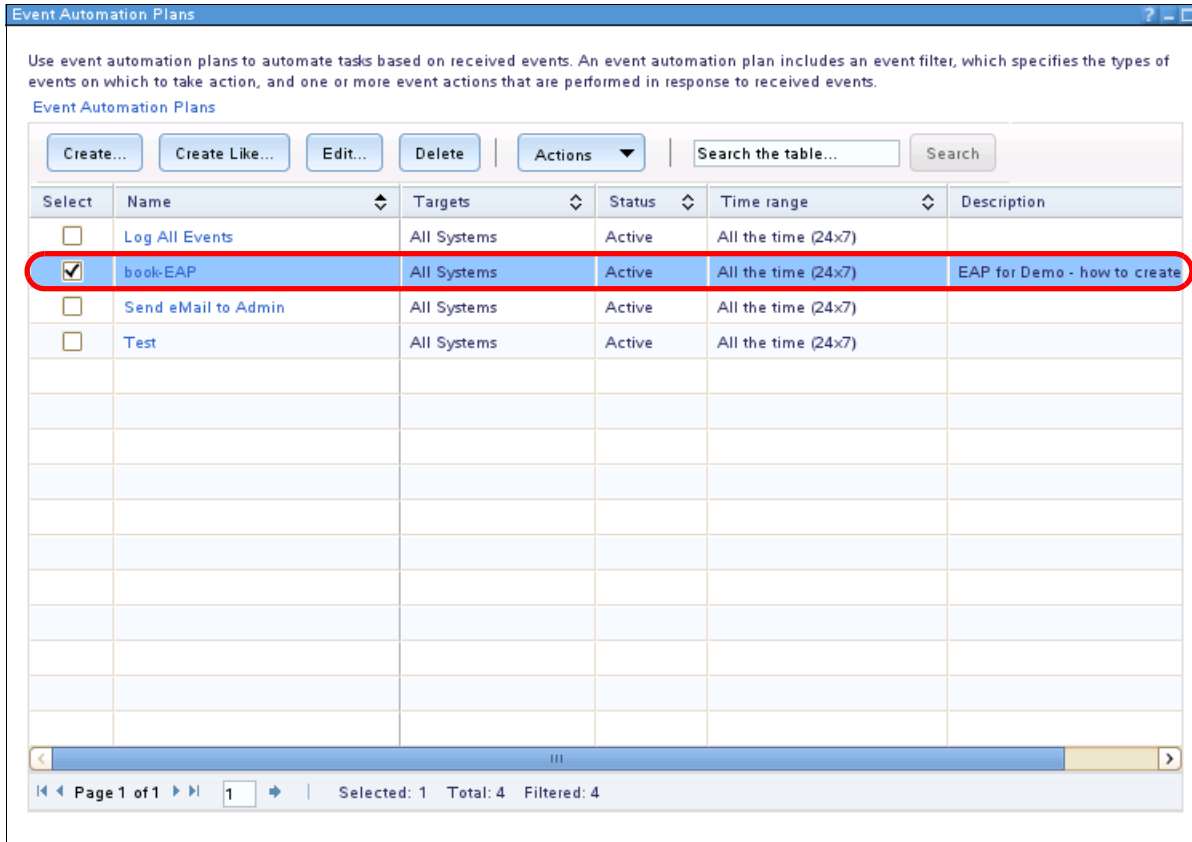 Event Automation Plans ?
Use event automation plans to automate tasks based on received events. An event automation plan includes an event filter, which specifies the types of
events on which to take action, and one or more event actions that are performed in response to received events.
Event Automation Plans
Create... Create Like... Edit... Delete | Actions | Search the table... Search
Select Name Targets Status Time range Description
Log All Events All Systems Active All the time (24x7)
book-EAP All Systems Active All the time (24x7) EAP for Demo - how to create
Send eMail to Admin All Systems Active All the time (24x7)
Test All Systems Active All the time (24x7)
Page 1 of 1 1 | Selected: 1 Total: 4 Filtered: 4